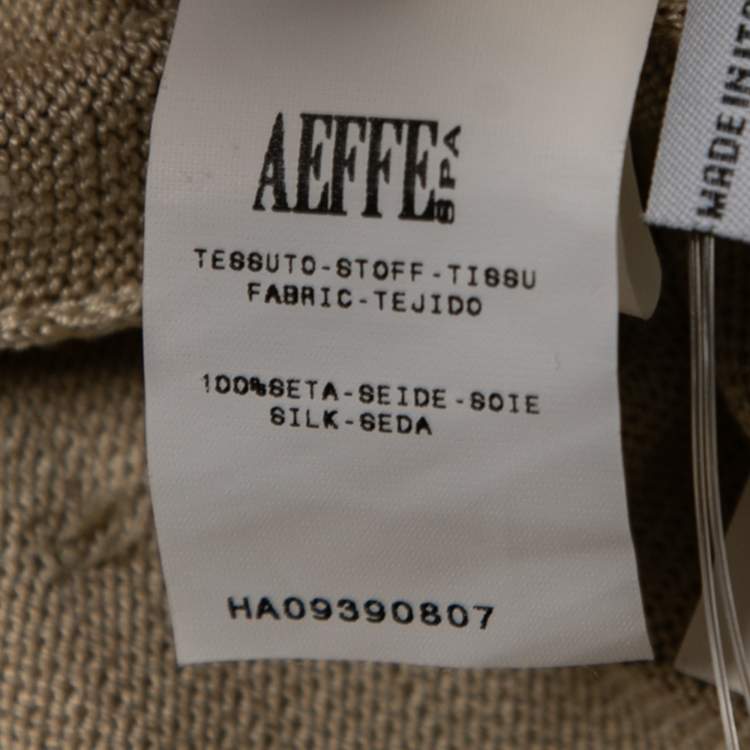 AEFFE SPA
TESSUTO-STOFF-TISSU
FABRIC-TEJIDO
100%SETA-SEIDE-SOIE
SILK-SEDA
HA09390807
MADE IN IT